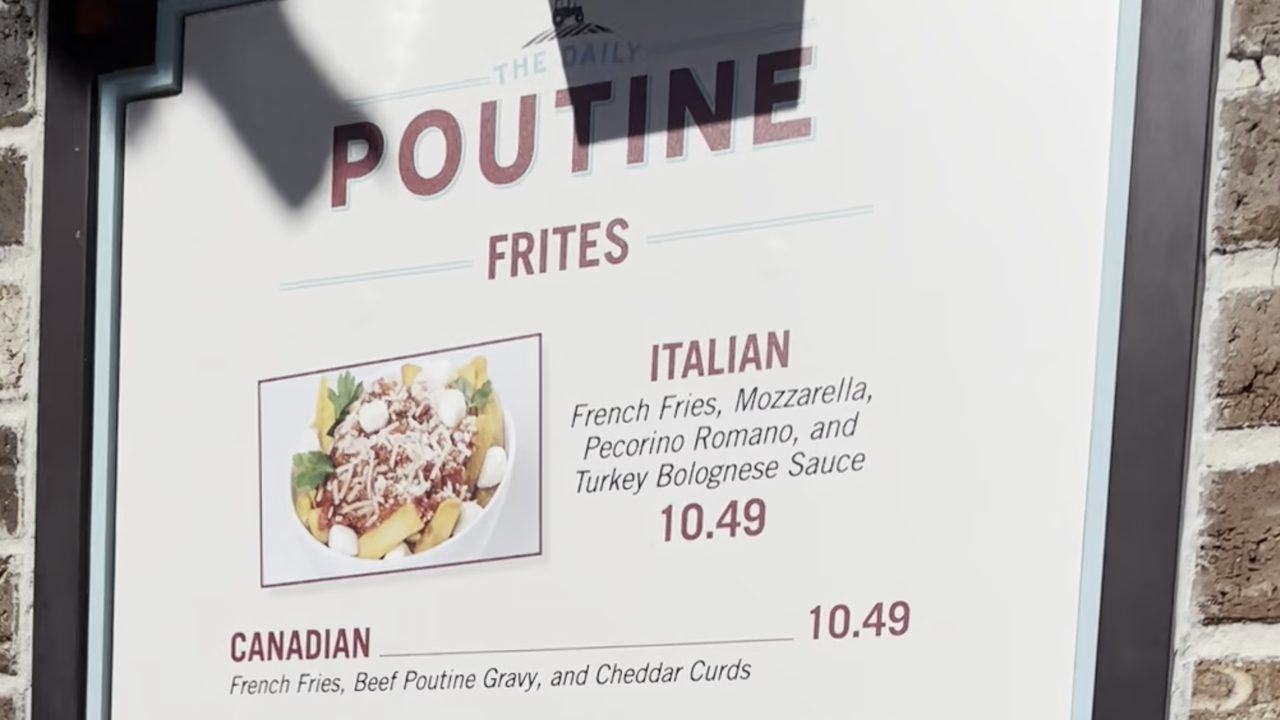 THE DAILY
POUTINE
FRITES
ITALIAN
French Fries, Mozzarella,
Pecorino Romano, and
Turkey Bolognese Sauce
10.49
CANADIAN 10.49
French Fries, Beef Poutine Gravy, and Cheddar Curds